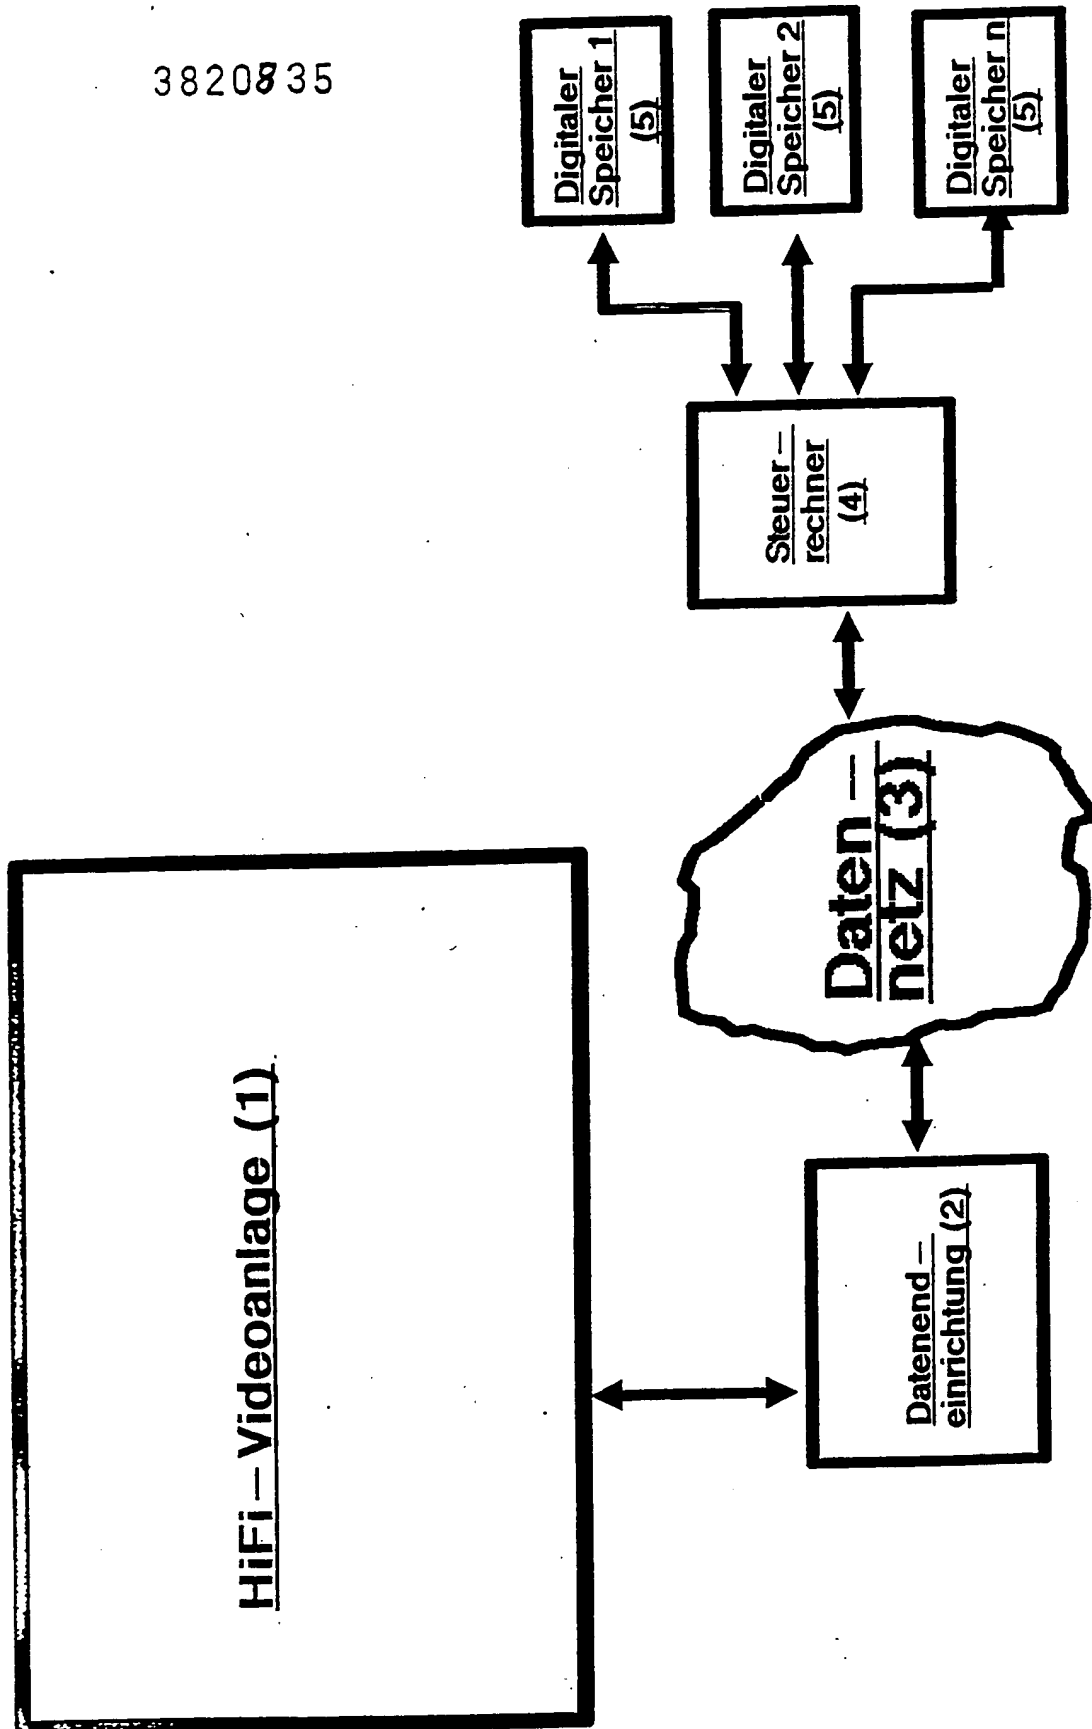 3820835
HiFi–Videoanlage (1)
Datenend–
einrichtung (2)
Daten–
netz (3)
Steuer–
rechner
(4)
Digitaler
Speicher 1
(5)
Digitaler
Speicher 2
(5)
Digitaler
Speicher n
(5)